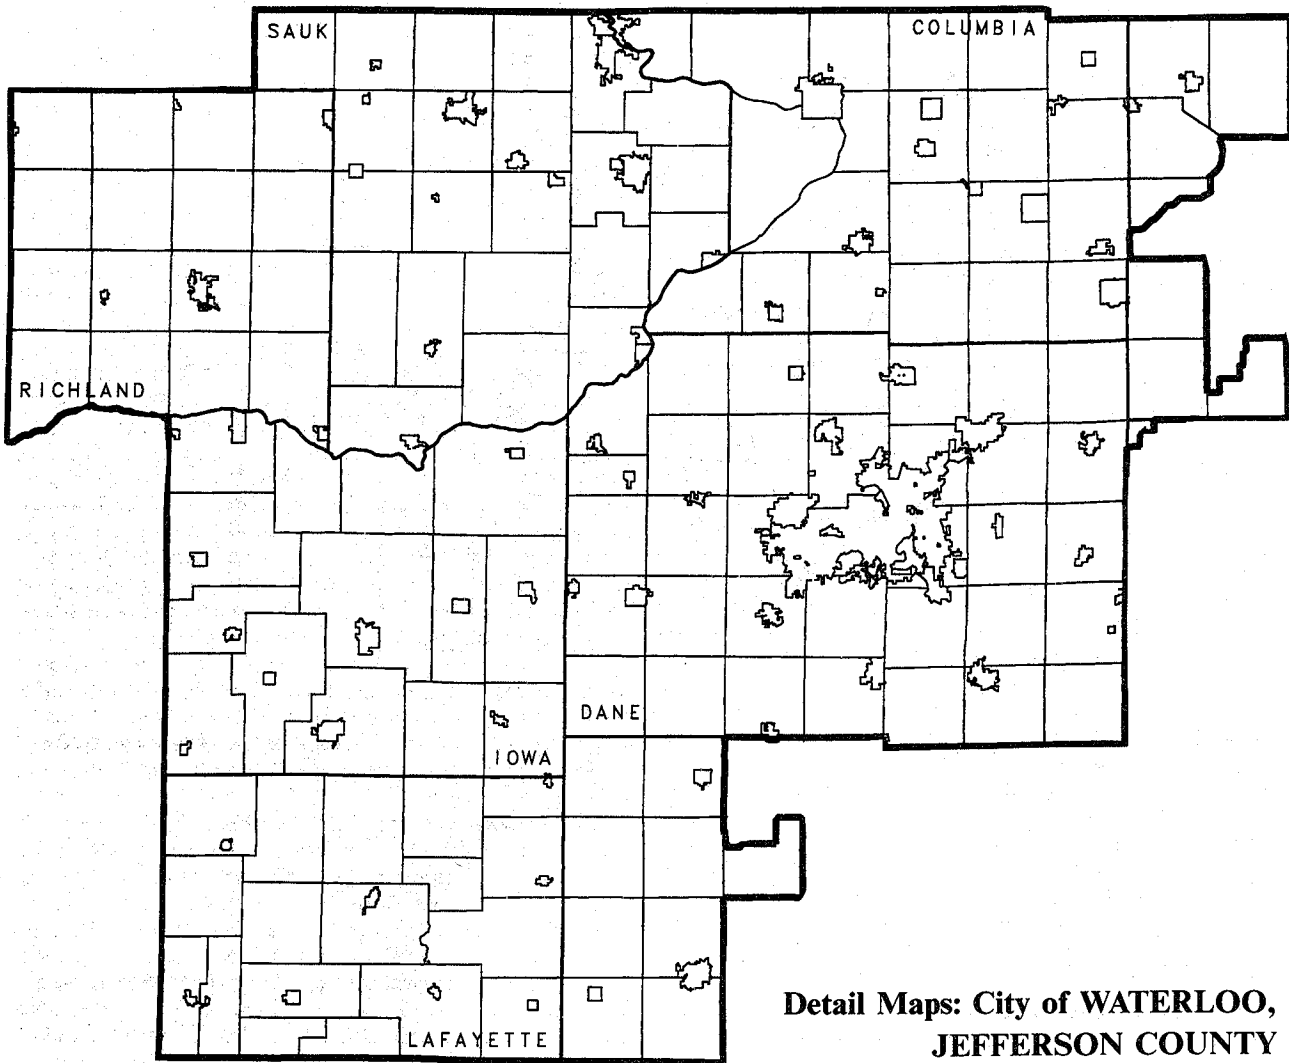 SAUK
COLUMBIA
RICHLAND
DANE
IOWA
LAFAYETTE
Detail Maps: City of WATERLOO,
JEFFERSON COUNTY